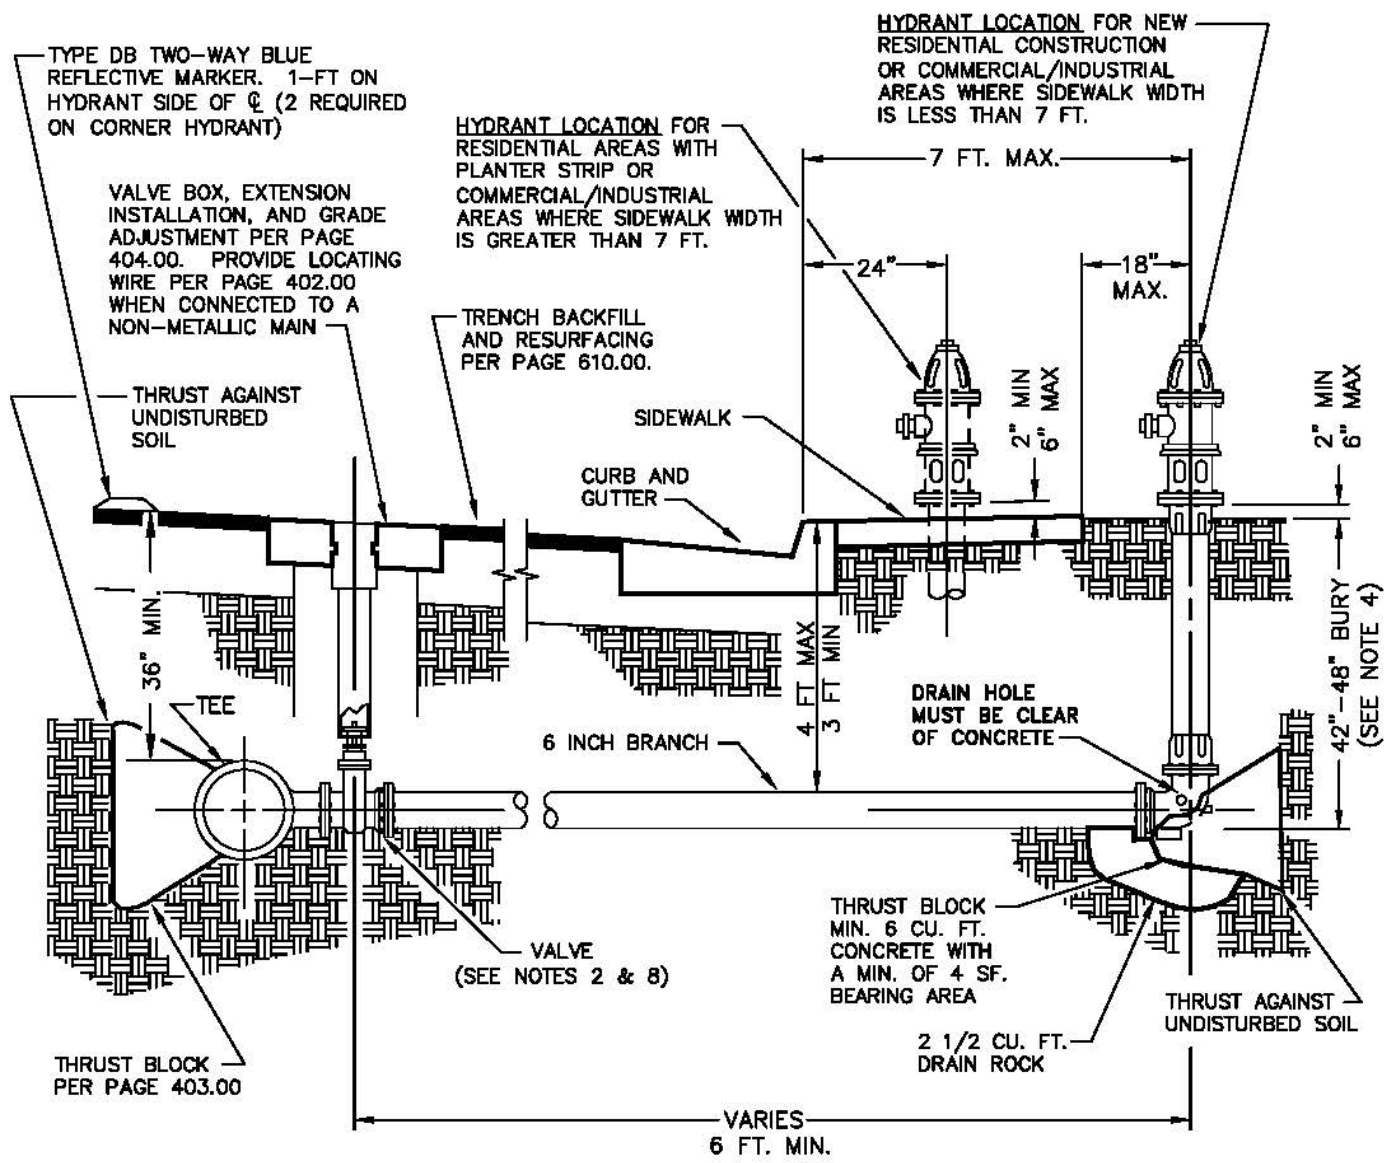 TYPE DB TWO–WAY BLUE
REFLECTIVE MARKER. 1–FT ON
HYDRANT SIDE OF ℄ (2 REQUIRED
ON CORNER HYDRANT)
HYDRANT LOCATION FOR NEW
RESIDENTIAL CONSTRUCTION
OR COMMERCIAL/INDUSTRIAL
AREAS WHERE SIDEWALK WIDTH
IS LESS THAN 7 FT.
HYDRANT LOCATION FOR
RESIDENTIAL AREAS WITH
PLANTER STRIP OR
COMMERCIAL/INDUSTRIAL
AREAS WHERE SIDEWALK WIDTH
IS GREATER THAN 7 FT.
7 FT. MAX.
VALVE BOX, EXTENSION
INSTALLATION, AND GRADE
ADJUSTMENT PER PAGE
404.00. PROVIDE LOCATING
WIRE PER PAGE 402.00
WHEN CONNECTED TO A
NON–METALLIC MAIN
24"
18"
MAX.
TRENCH BACKFILL
AND RESURFACING
PER PAGE 610.00.
THRUST AGAINST
UNDISTURBED
SOIL
SIDEWALK
2" MIN
6" MAX
2" MIN
6" MAX
CURB AND
GUTTER
36" MIN.
TEE
4 FT MAX
3 FT MIN
42"–48" BURY
(SEE NOTE 4)
DRAIN HOLE
MUST BE CLEAR
OF CONCRETE
6 INCH BRANCH
VALVE
(SEE NOTES 2 & 8)
THRUST BLOCK
MIN. 6 CU. FT.
CONCRETE WITH
A MIN. OF 4 SF.
BEARING AREA
THRUST AGAINST
UNDISTURBED SOIL
2 1/2 CU. FT.
DRAIN ROCK
THRUST BLOCK
PER PAGE 403.00
VARIES
6 FT. MIN.